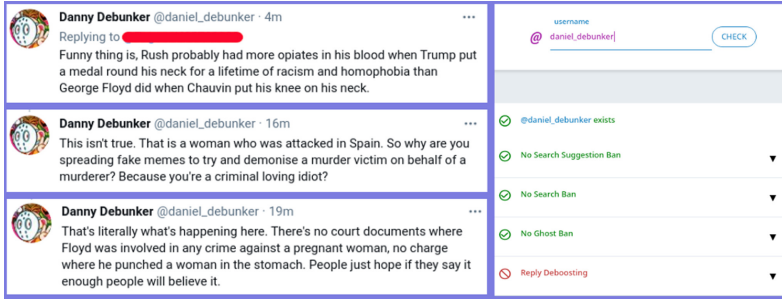 Danny Debunker @daniel_debunker · 4m
Replying to
Funny thing is, Rush probably had more opiates in his blood when Trump put
a medal round his neck for a lifetime of racism and homophobia than
George Floyd did when Chauvin put his knee on his neck.
Danny Debunker @daniel_debunker · 16m
This isn't true. That is a woman who was attacked in Spain. So why are you
spreading fake memes to try and demonise a murder victim on behalf of a
murderer? Because you're a criminal loving idiot?
Danny Debunker @daniel_debunker · 19m
That's literally what's happening here. There's no court documents where
Floyd was involved in any crime against a pregnant woman, no charge
where he punched a woman in the stomach. People just hope if they say it
enough people will believe it.
username
@ daniel_debunker
CHECK
@daniel_debunker exists
No Search Suggestion Ban
No Search Ban
No Ghost Ban
Reply Deboosting